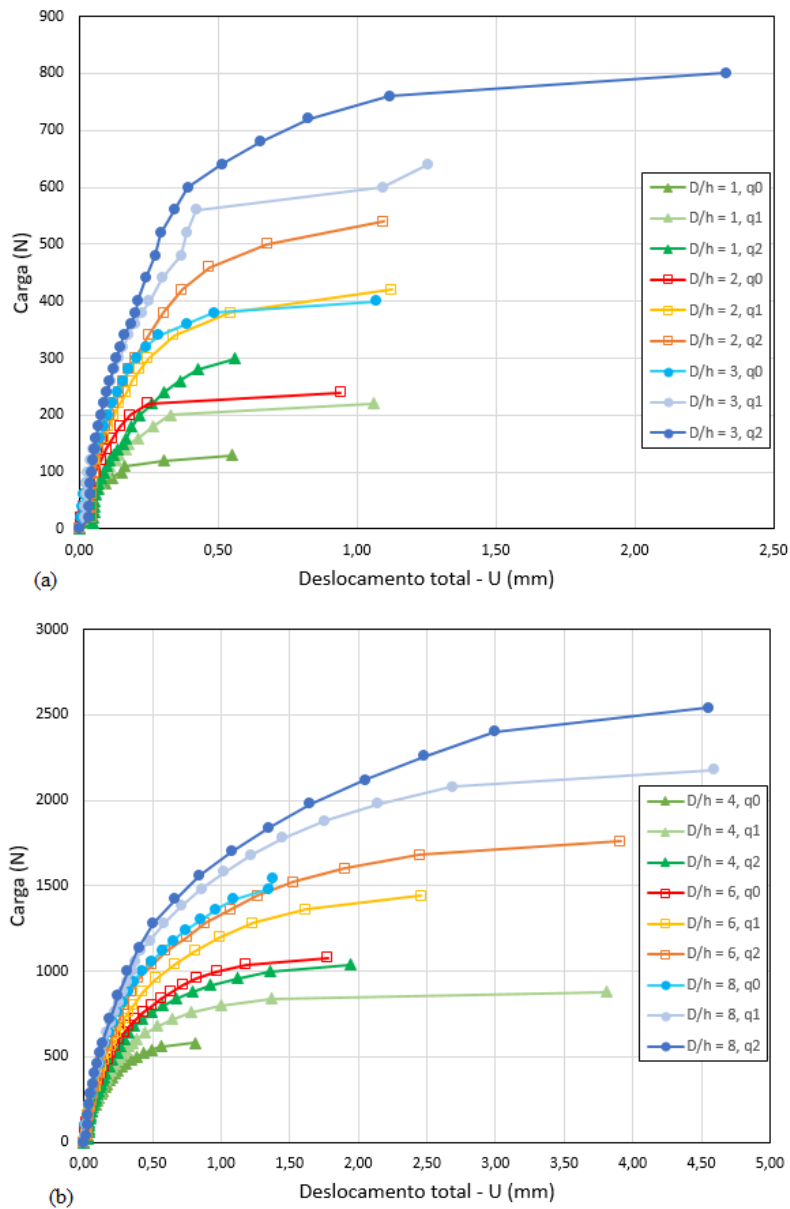 900
800
700
600
500
400
300
200
100
0
Carga (N)
0,00 0,50 1,00 1,50 2,00 2,50
Deslocamento total - U (mm)
D/h = 1, q0
D/h = 1, q1
D/h = 1, q2
D/h = 2, q0
D/h = 2, q1
D/h = 2, q2
D/h = 3, q0
D/h = 3, q1
D/h = 3, q2
(a)
3000
2500
2000
1500
1000
500
0
Carga (N)
0,00 0,50 1,00 1,50 2,00 2,50 3,00 3,50 4,00 4,50 5,00
Deslocamento total - U (mm)
D/h = 4, q0
D/h = 4, q1
D/h = 4, q2
D/h = 6, q0
D/h = 6, q1
D/h = 6, q2
D/h = 8, q0
D/h = 8, q1
D/h = 8, q2
(b)